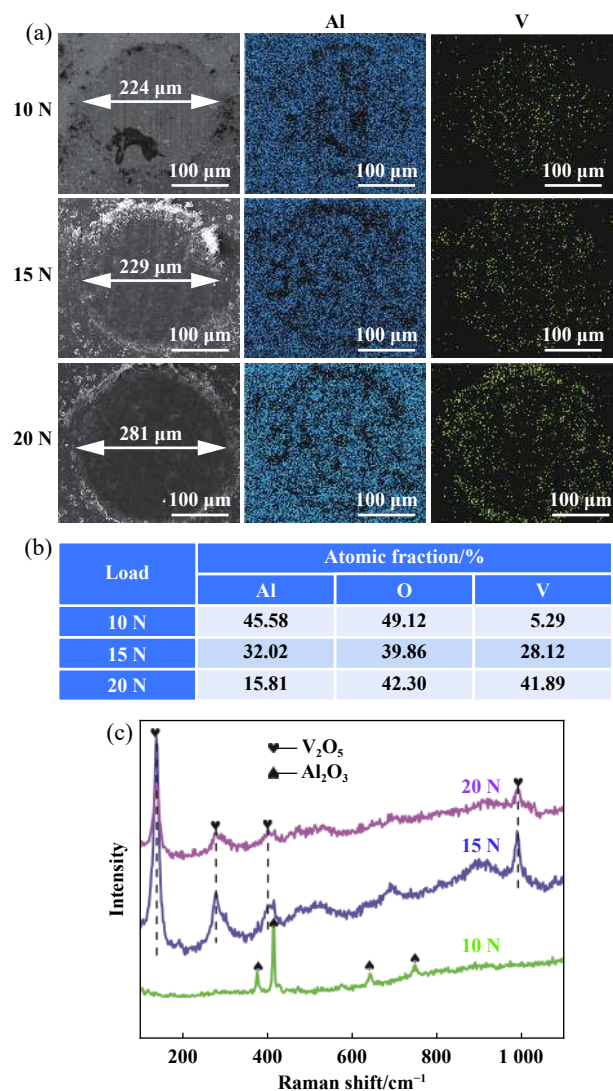 (a)
Al
V
10 N
224 μm
100 μm
100 μm
100 μm
15 N
229 μm
100 μm
100 μm
100 μm
20 N
281 μm
100 μm
100 μm
100 μm
(b)
Load
Atomic fraction/%
Al
O
V
10 N
45.58
49.12
5.29
15 N
32.02
39.86
28.12
20 N
15.81
42.30
41.89
(c)
V₂O₅
Al₂O₃
20 N
15 N
10 N
Intensity
200
400
600
800
1 000
Raman shift/cm⁻¹